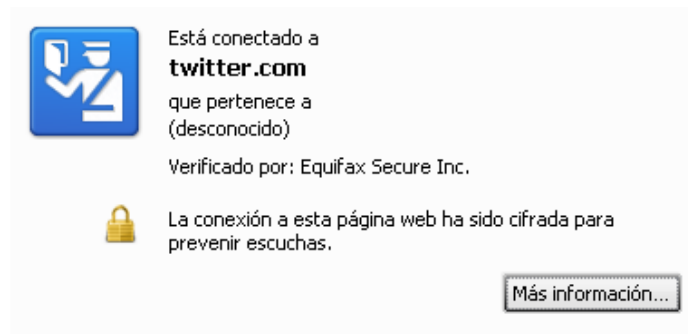 Está conectado a
twitter.com
que pertenece a
(desconocido)
Verificado por: Equifax Secure Inc.
La conexión a esta página web ha sido cifrada para
prevenir escuchas.
Más información...